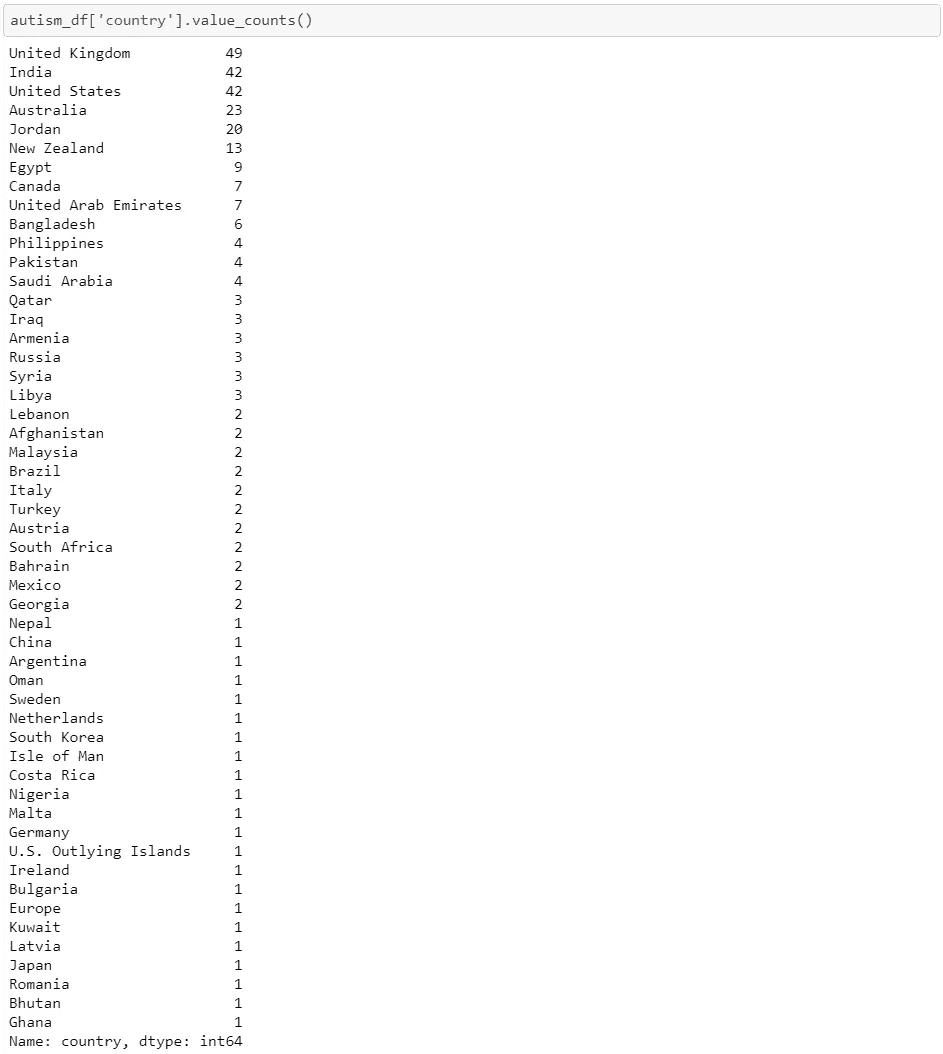 autism_df['country'].value_counts()
United Kingdom 49
India 42
United States 42
Australia 23
Jordan 20
New Zealand 13
Egypt 9
Canada 7
United Arab Emirates 7
Bangladesh 6
Philippines 4
Pakistan 4
Saudi Arabia 4
Qatar 3
Iraq 3
Armenia 3
Russia 3
Syria 3
Libya 3
Lebanon 2
Afghanistan 2
Malaysia 2
Brazil 2
Italy 2
Turkey 2
Austria 2
South Africa 2
Bahrain 2
Mexico 2
Georgia 2
Nepal 1
China 1
Argentina 1
Oman 1
Sweden 1
Netherlands 1
South Korea 1
Isle of Man 1
Costa Rica 1
Nigeria 1
Malta 1
Germany 1
U.S. Outlying Islands 1
Ireland 1
Bulgaria 1
Europe 1
Kuwait 1
Latvia 1
Japan 1
Romania 1
Bhutan 1
Ghana 1
Name: country, dtype: int64